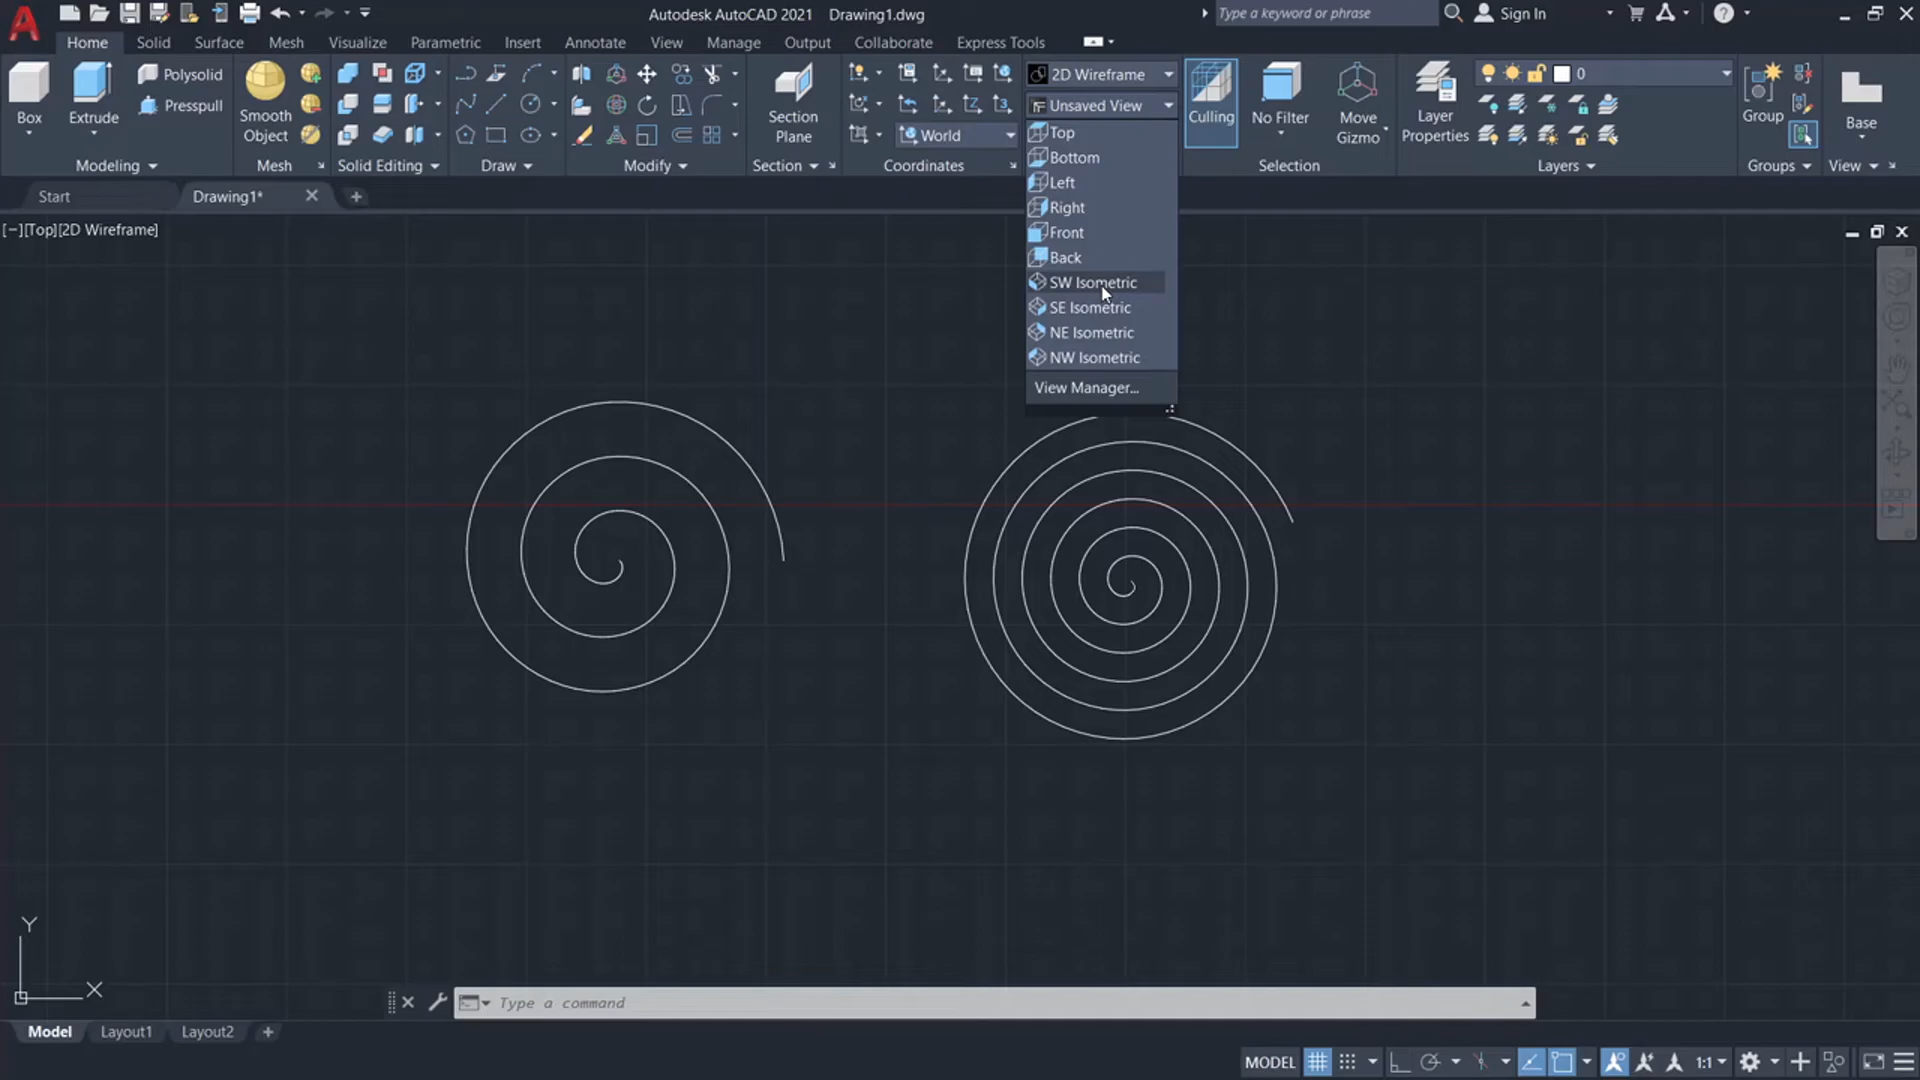 Autodesk AutoCAD 2021 Drawing1.dwg
Type a keyword or phrase
Sign In
Home Solid Surface Mesh Visualize Parametric Insert Annotate View Manage Output Collaborate Express Tools
Box
Extrude
Polysolid
Presspull
Smooth
Object
Section
Plane
World
2D Wireframe
Unsaved View
Culling
No Filter
Move
Gizmo
Layer
Properties
0
Group
Base
Modeling Mesh Solid Editing Draw Modify Section Coordinates Selection Layers Groups View
Top
Bottom
Left
Right
Front
Back
SW Isometric
SE Isometric
NE Isometric
NW Isometric
View Manager...
Start Drawing1*
[−][Top][2D Wireframe]
Y
X
Type a command
Model Layout1 Layout2
MODEL
1:1